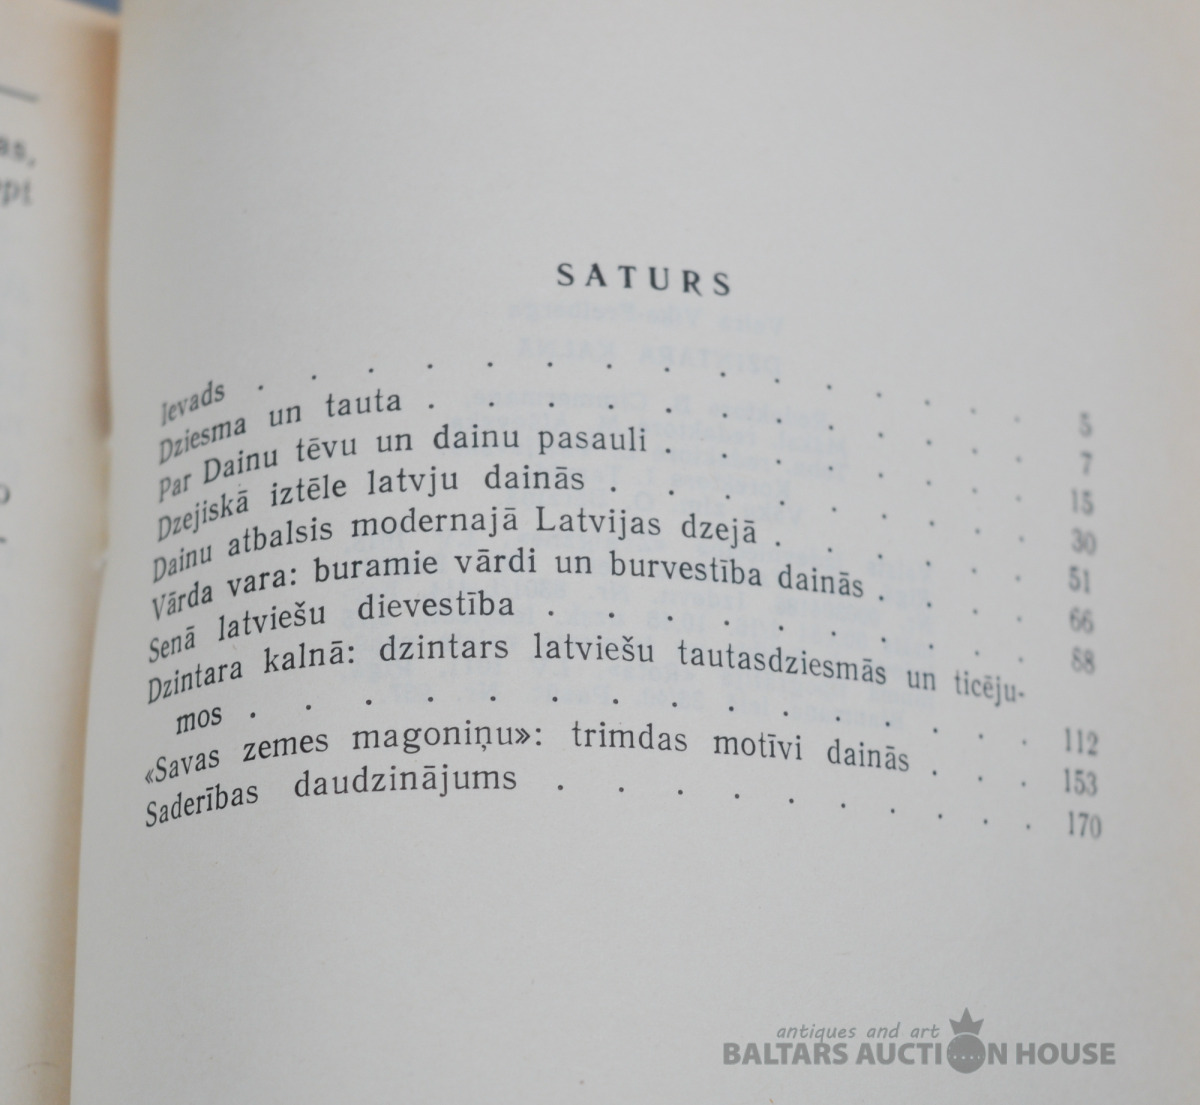 as,
ept
SATURS
Ievads . . . . . . . . . . . . . . 5
Dziesma un tauta . . . . . . . . . . . 7
Par Dainu tēvu un dainu pasauli . . . . . . . 15
Dzejiskā iztēle latvju dainās . . . . . . . . 30
Dainu atbalsis modernajā Latvijas dzejā . . . . . 51
Vārda vara: buramie vārdi un burvestība dainās . . . . 66
Senā latviešu dievestība . . . . . . . . . 88
Dzintara kalnā: dzintars latviešu tautasdziesmās un ticēju-
mos . . . . . . . . . . . . . . 112
«Savas zemes magoniņu»: trimdas motīvi dainās . . . 153
Saderības daudzinājums . . . . . . . . . 170
antiques and art
BALTARS AUCTION HOUSE